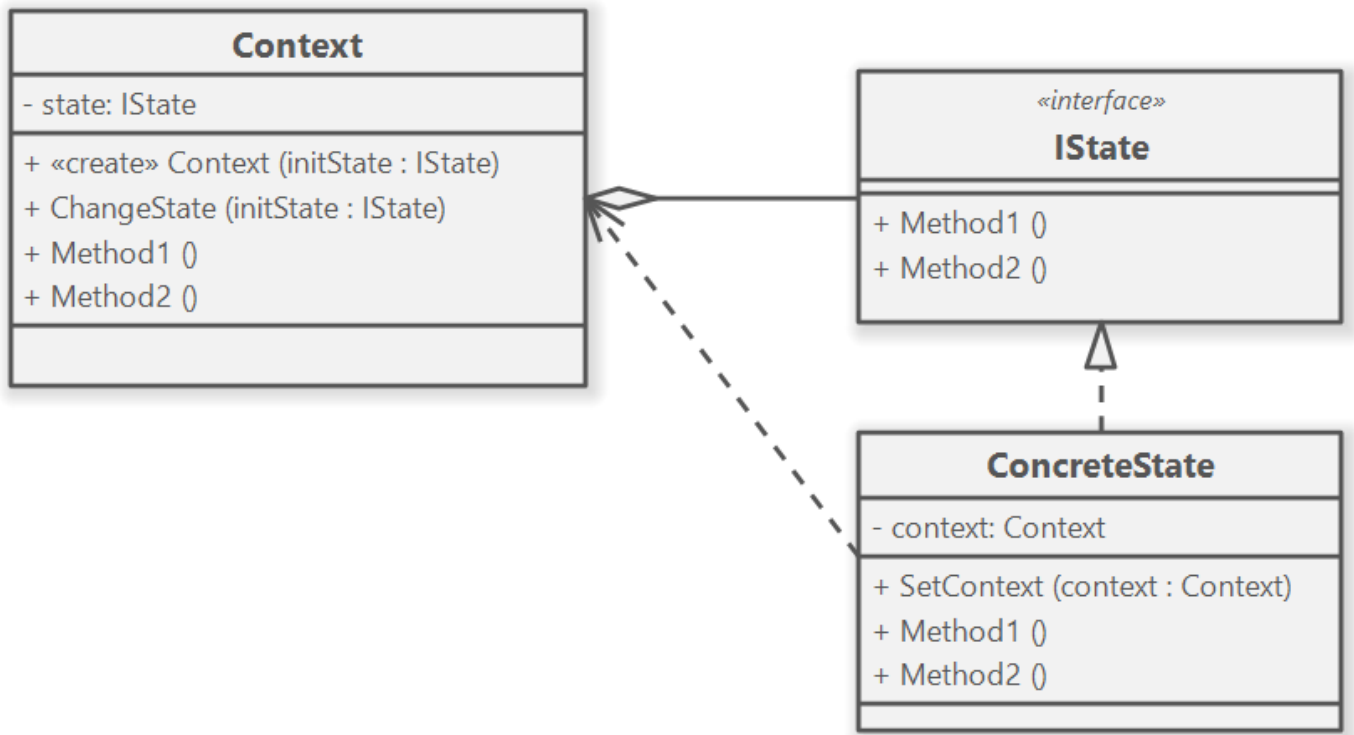 Context
- state: IState
+ «create» Context (initState : IState)
+ ChangeState (initState : IState)
+ Method1 ()
+ Method2 ()
«interface»
IState
+ Method1 ()
+ Method2 ()
ConcreteState
- context: Context
+ SetContext (context : Context)
+ Method1 ()
+ Method2 ()